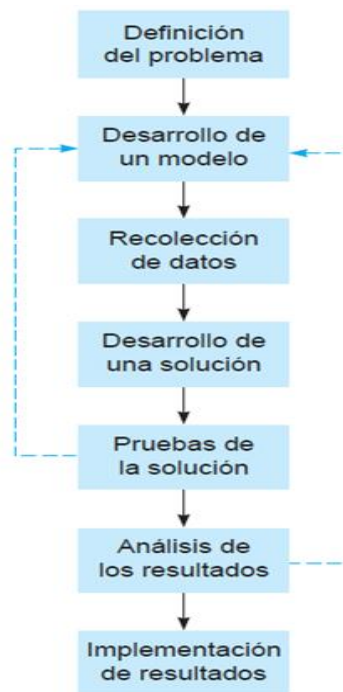 Definición
del problema
Desarrollo de
un modelo
Recolección
de datos
Desarrollo de
una solución
Pruebas de
la solución
Análisis de
los resultados
Implementación
de resultados